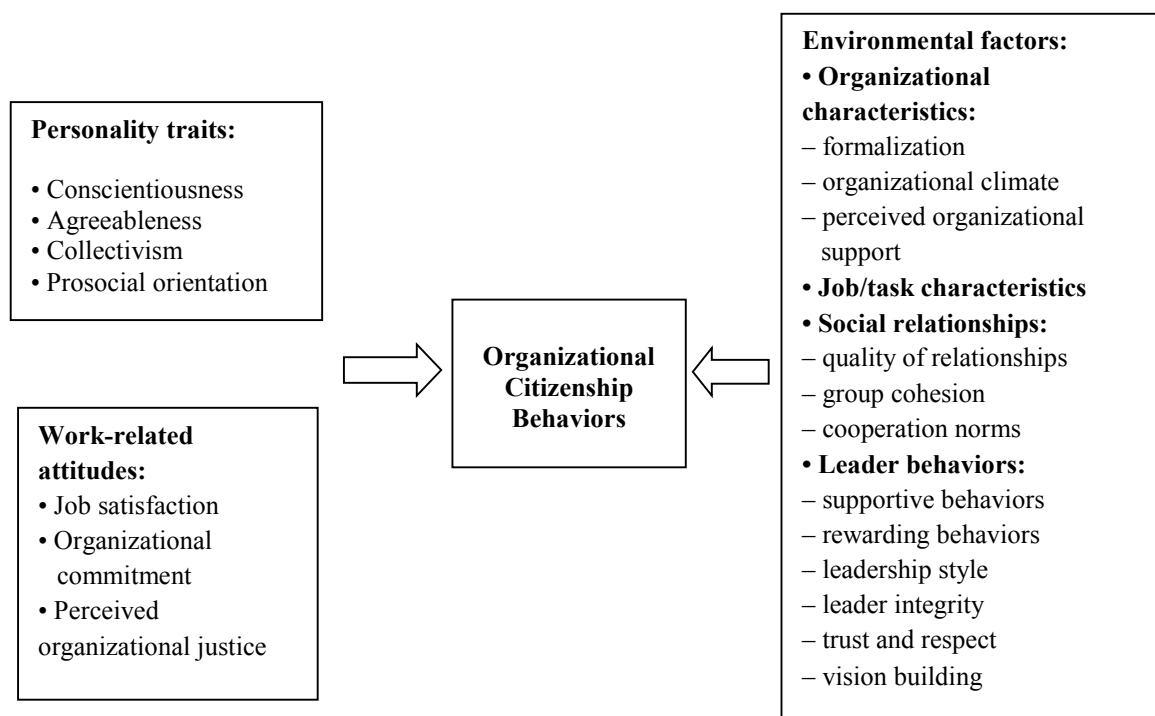 Personality traits:
• Conscientiousness
• Agreeableness
• Collectivism
• Prosocial orientation
Work-related
attitudes:
• Job satisfaction
• Organizational
commitment
• Perceived
organizational justice
Organizational
Citizenship
Behaviors
Environmental factors:
• Organizational
characteristics:
– formalization
– organizational climate
– perceived organizational
support
• Job/task characteristics
• Social relationships:
– quality of relationships
– group cohesion
– cooperation norms
• Leader behaviors:
– supportive behaviors
– rewarding behaviors
– leadership style
– leader integrity
– trust and respect
– vision building